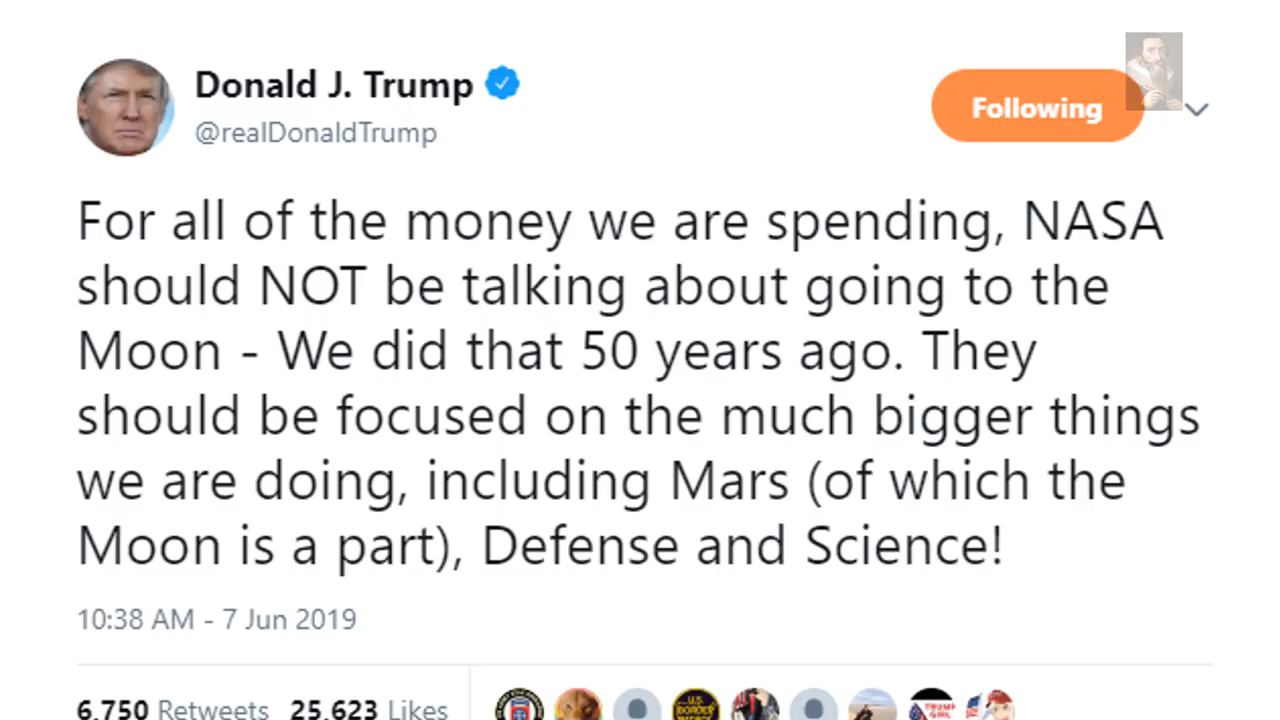 Donald J. Trump
@realDonaldTrump
Following
For all of the money we are spending, NASA
should NOT be talking about going to the
Moon - We did that 50 years ago. They
should be focused on the much bigger things
we are doing, including Mars (of which the
Moon is a part), Defense and Science!
10:38 AM - 7 Jun 2019
6,750 Retweets 25,623 Likes
U.S.
BORDER
TRUMP
GIRL